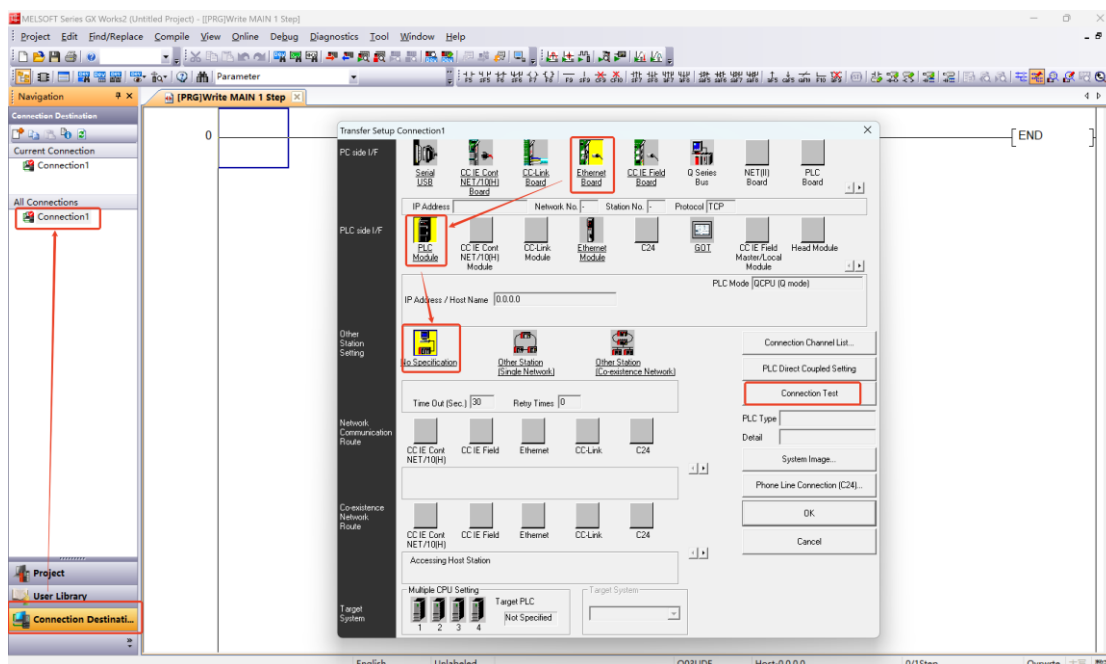 MELSOFT Series GX Works2 (Untitled Project) - [[PRG]Write MAIN 1 Step]
Project Edit Find/Replace Compile View Online Debug Diagnostics Tool Window Help
Parameter
Navigation
[PRG]Write MAIN 1 Step
Connection Destination
Current Connection
Connection1
All Connections
Connection1
Project
User Library
Connection Destinati...
0
END
Transfer Setup Connection1
PC side I/F
Serial USB
CC IE Cont NET/10(H) Board
CC-Link Board
Ethernet Board
CC IE Field Board
Q Series Bus
NET(II) Board
PLC Board
IP Address Network No. - Station No. - Protocol TCP
PLC side I/F
PLC Module
CC IE Cont NET/10(H) Module
CC-Link Module
Ethernet Module
C24
GOT
CC IE Field Master/Local Module
Head Module
PLC Mode QCPU (Q mode)
IP Address / Host Name 0.0.0.0
Other Station Setting
No Specification
Other Station (Single Network)
Other Station (Co-existence Network)
Time Out (Sec.) 30 Retry Times 0
Connection Channel List...
PLC Direct Coupled Setting
Connection Test
PLC Type
Detail
System Image...
Phone Line Connection (C24)...
OK
Cancel
Network Communication Route
CC IE Cont NET/10(H)
CC IE Field
Ethernet
CC-Link
C24
Co-existence Network Route
CC IE Cont NET/10(H)
CC IE Field
Ethernet
CC-Link
C24
Accessing Host Station
Target System
Multiple CPU Setting
1 2 3 4
Target PLC
Not Specified
Target System
English Unlabeled Q03UDE Host-0.0.0.0 0/1Step